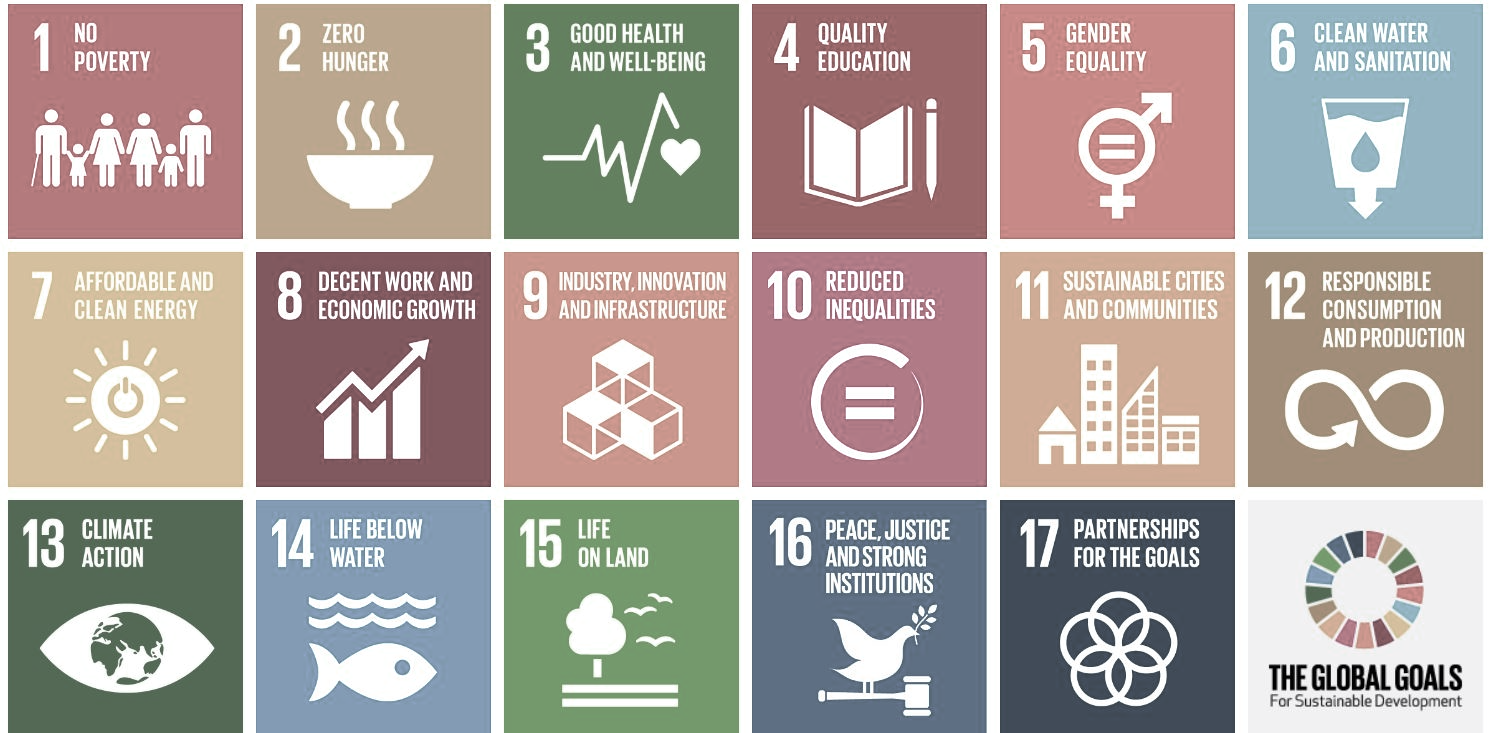 1 NO
POVERTY
2 ZERO
HUNGER
3 GOOD HEALTH
AND WELL-BEING
4 QUALITY
EDUCATION
5 GENDER
EQUALITY
6 CLEAN WATER
AND SANITATION
7 AFFORDABLE AND
CLEAN ENERGY
8 DECENT WORK AND
ECONOMIC GROWTH
9 INDUSTRY, INNOVATION
AND INFRASTRUCTURE
10 REDUCED
INEQUALITIES
11 SUSTAINABLE CITIES
AND COMMUNITIES
12 RESPONSIBLE
CONSUMPTION
AND PRODUCTION
13 CLIMATE
ACTION
14 LIFE BELOW
WATER
15 LIFE
ON LAND
16 PEACE, JUSTICE
AND STRONG
INSTITUTIONS
17 PARTNERSHIPS
FOR THE GOALS
THE GLOBAL GOALS
For Sustainable Development